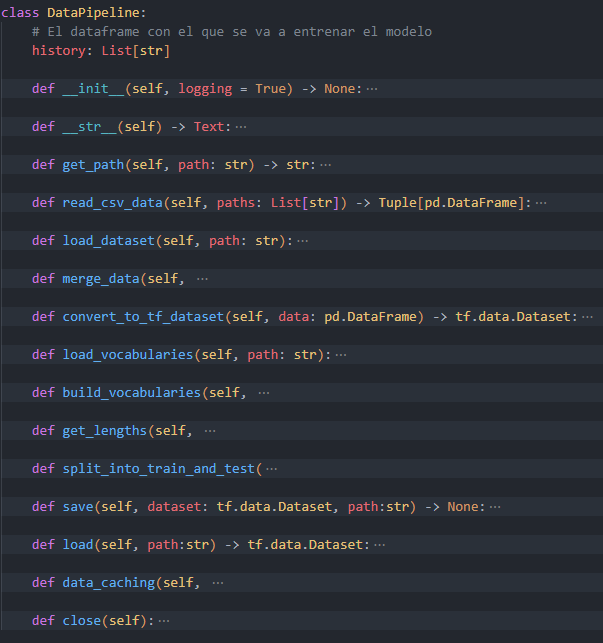 class DataPipeline:
# El dataframe con el que se va a entrenar el modelo
history: List[str]
def __init__(self, logging = True) -> None: ···
def __str__(self) -> Text: ···
def get_path(self, path: str) -> str: ···
def read_csv_data(self, paths: List[str]) -> Tuple[pd.DataFrame]: ···
def load_dataset(self, path: str): ···
def merge_data(self, ···
def convert_to_tf_dataset(self, data: pd.DataFrame) -> tf.data.Dataset: ···
def load_vocabularies(self, path: str): ···
def build_vocabularies(self, ···
def get_lengths(self, ···
def split_into_train_and_test( ···
def save(self, dataset: tf.data.Dataset, path:str) -> None: ···
def load(self, path:str) -> tf.data.Dataset: ···
def data_caching(self, ···
def close(self): ···